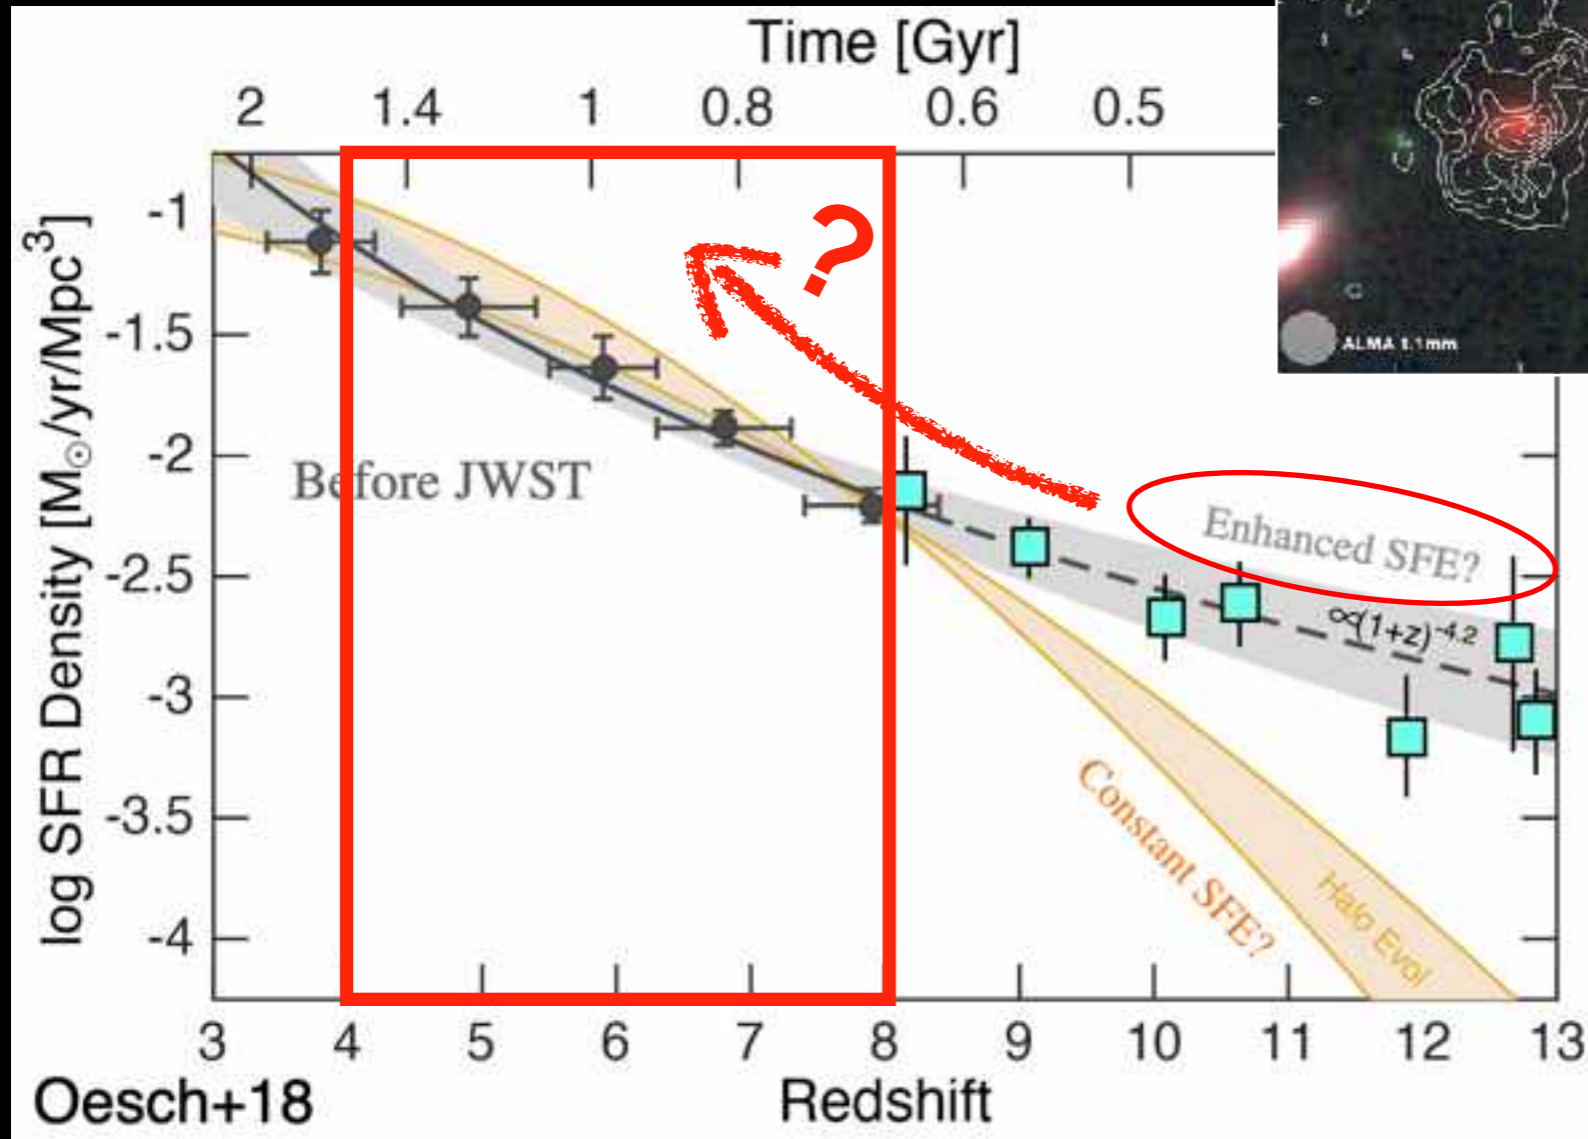 Time [Gyr]
2 1.4 1 0.8 0.6 0.5
ALMA 1.1mm
log SFR Density [M☉/yr/Mpc³]
-1
-1.5
-2
-2.5
-3
-3.5
-4
?
Before JWST
Enhanced SFE?
∝(1+z)^-4.2
Constant SFE?
Halo Evol
3 4 5 6 7 8 9 10 11 12 13
Oesch+18
Redshift